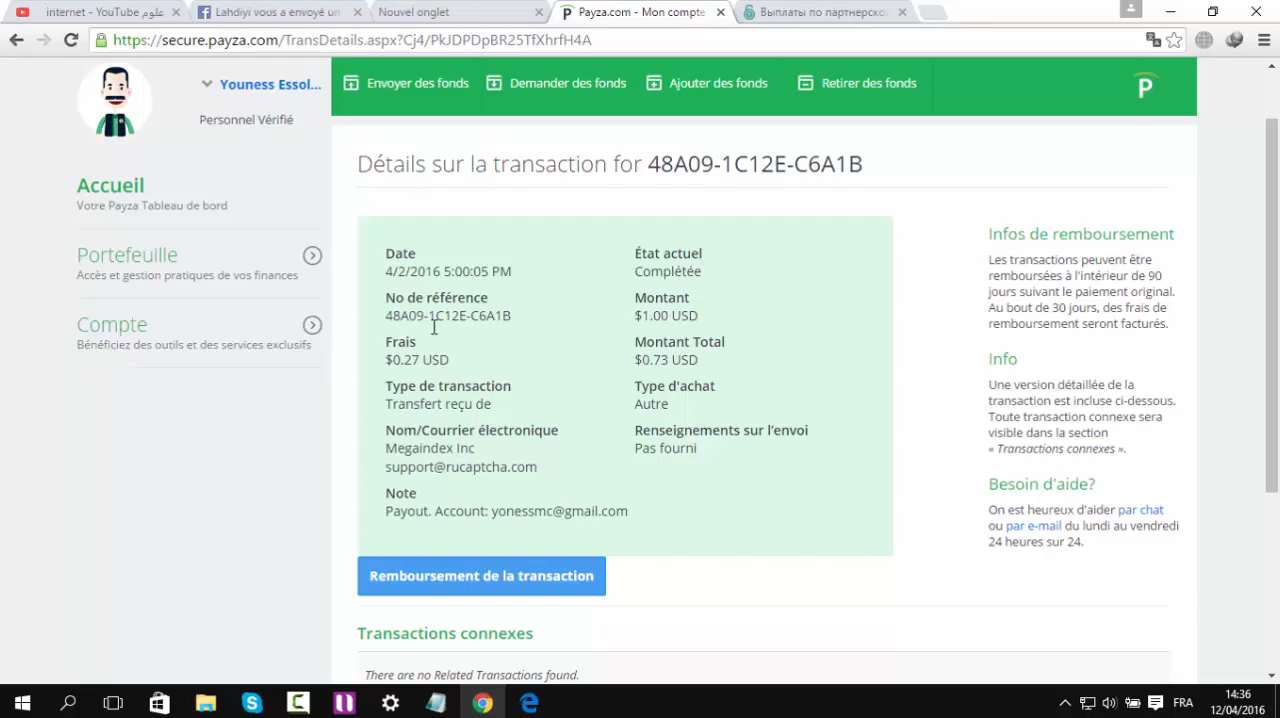 internet - YouTube علوم
Lahdiyi vous a envoyé un
Nouvel onglet
Payza.com - Mon compte
Выплаты по партнерско
https://secure.payza.com/TransDetails.aspx?Cj4/PkJDPDpBR25TfXhrfH4A
Youness Essol...
Personnel Vérifié
Envoyer des fonds
Demander des fonds
Ajouter des fonds
Retirer des fonds
P
Accueil
Votre Payza Tableau de bord
Portefeuille
Accès et gestion pratiques de vos finances
Compte
Bénéficiez des outils et des services exclusifs
Détails sur la transaction for 48A09-1C12E-C6A1B
Date
4/2/2016 5:00:05 PM
État actuel
Complétée
No de référence
48A09-1C12E-C6A1B
Montant
$1.00 USD
Frais
$0.27 USD
Montant Total
$0.73 USD
Type de transaction
Transfert reçu de
Type d'achat
Autre
Nom/Courrier électronique
Megaindex Inc
support@rucaptcha.com
Renseignements sur l’envoi
Pas fourni
Note
Payout. Account: yonessmc@gmail.com
Remboursement de la transaction
Transactions connexes
There are no Related Transactions found.
Infos de remboursement
Les transactions peuvent être
remboursées à l'intérieur de 90
jours suivant le paiement original.
Au bout de 30 jours, des frais de
remboursement seront facturés.
Info
Une version détaillée de la
transaction est incluse ci-dessous.
Toute transaction connexe sera
visible dans la section
« Transactions connexes ».
Besoin d'aide?
On est heureux d'aider par chat
ou par e-mail du lundi au vendredi
24 heures sur 24.
FRA
14:36
12/04/2016